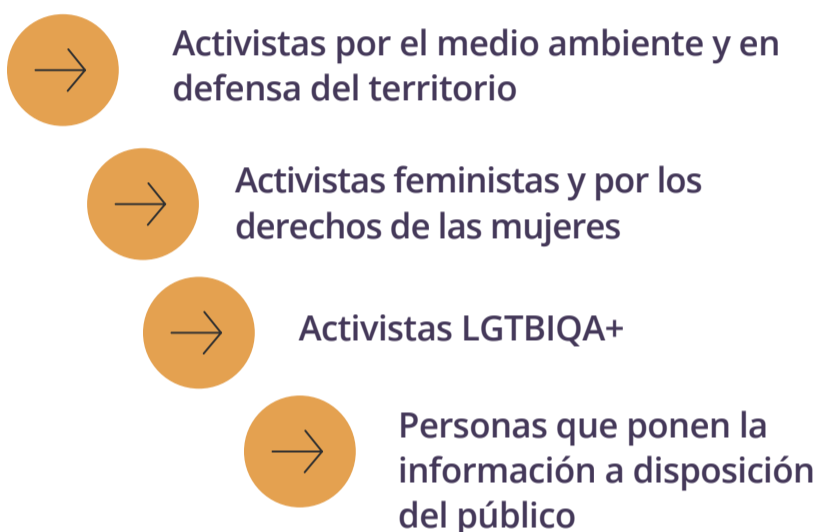 Activistas por el medio ambiente y en
defensa del territorio
Activistas feministas y por los
derechos de las mujeres
Activistas LGTBIQA+
Personas que ponen la
información a disposición
del público